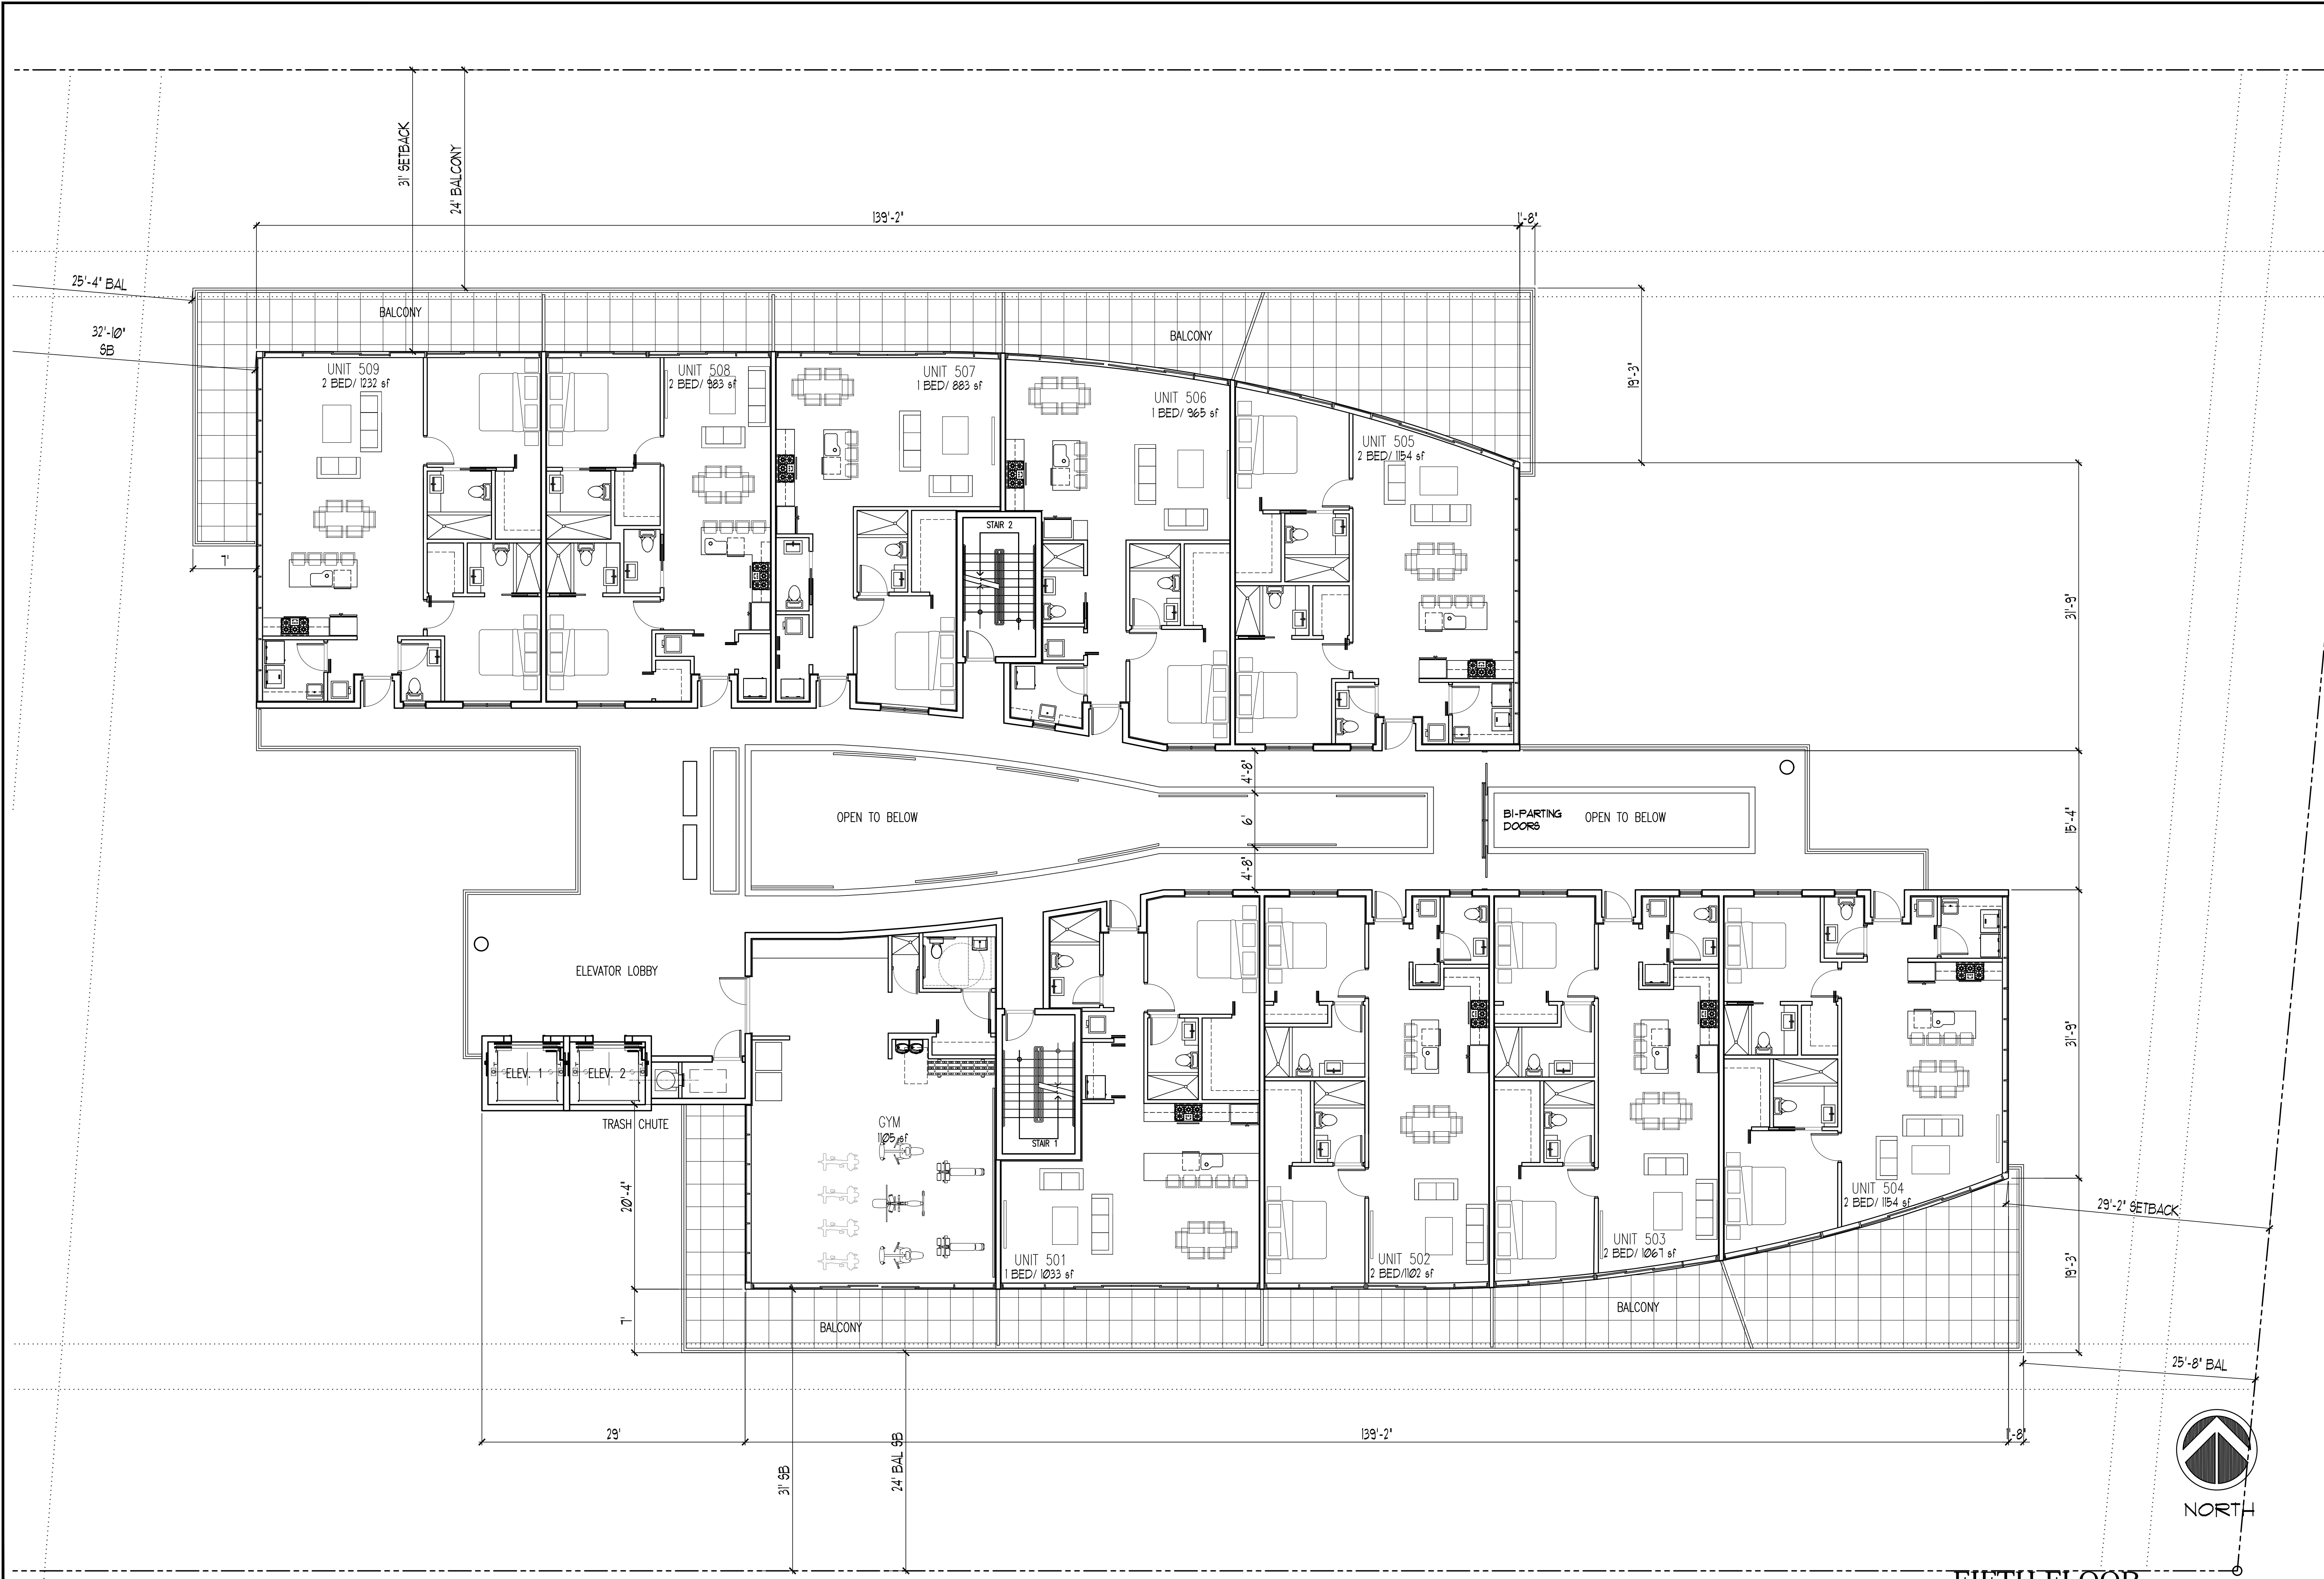 31' SETBACK
24' BALCONY
139'-2"
1'-8"
25'-4" BAL
32'-10"
SB
BALCONY
BALCONY
19'-3"
UNIT 509
2 BED/ 1232 sf
UNIT 508
2 BED/ 983 sf
UNIT 507
1 BED/ 883 sf
UNIT 506
1 BED/ 965 sf
UNIT 505
2 BED/ 1154 sf
STAIR 2
7'
31'-9"
4'-8"
6'
4'-8"
OPEN TO BELOW
BI-PARTING
DOORS
OPEN TO BELOW
15'-4"
ELEVATOR LOBBY
ELEV. 1
ELEV. 2
TRASH CHUTE
GYM
1105 sf
STAIR 1
31'-9"
20'-4"
UNIT 501
1 BED/ 1033 sf
UNIT 502
2 BED/1102 sf
UNIT 503
2 BED/ 1067 sf
UNIT 504
2 BED/ 1154 sf
29'-2" SETBACK
19'-3"
7'
BALCONY
BALCONY
25'-8" BAL
29'
139'-2"
1'-8"
31' SB
24' BAL SB
NORTH
FIFTH FLOOR